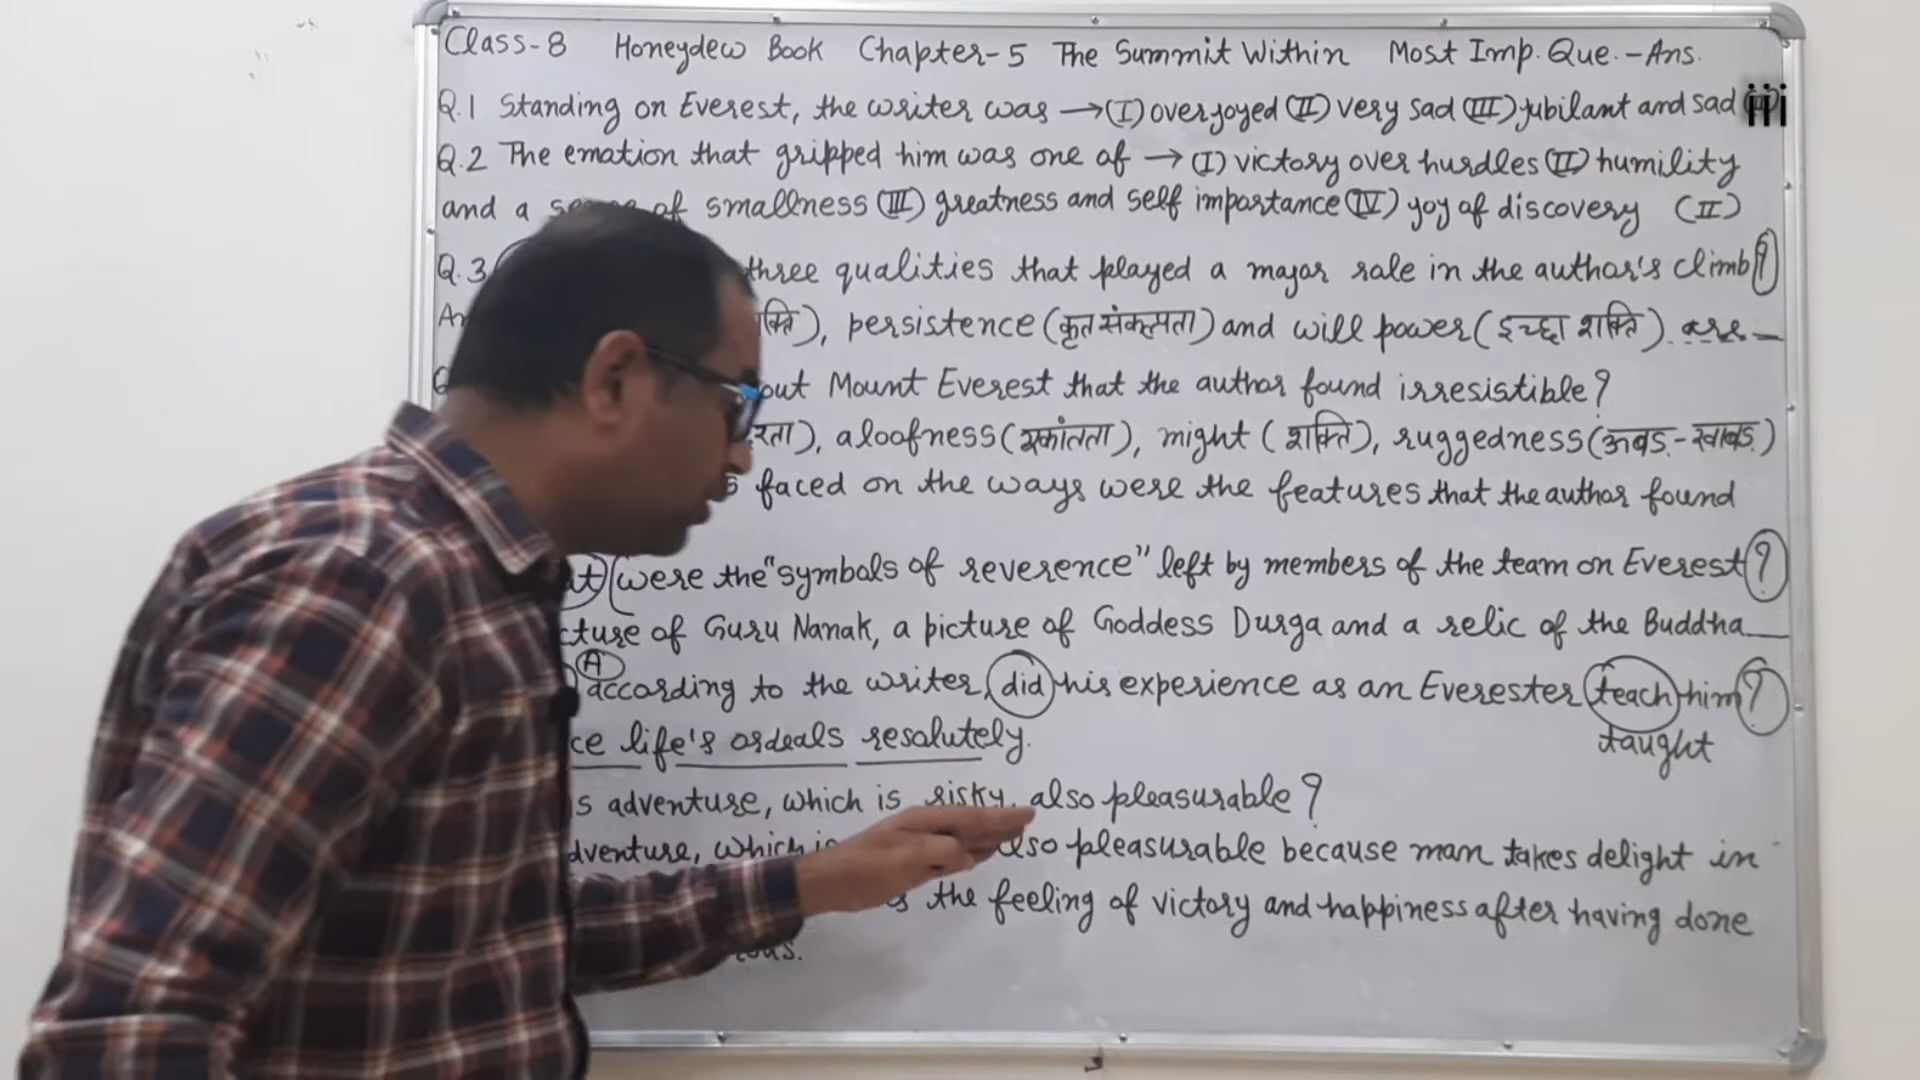 Class-8 Honeydew Book Chapter-5 The Summit Within Most Imp. Que.-Ans.
Q.1 Standing on Everest, the writer was → (I) overjoyed (II) very sad (III) jubilant and sad iii
Q.2 The emotion that gripped him was one of → (I) victory over hurdles (II) humility
and a sense of smallness (III) greatness and self importance (IV) joy of discovery (II)
Q.3 three qualities that played a major role in the author's climb?
An क्ति), persistence (कृतसंकल्पता) and will power (इच्छा शक्ति) are
out Mount Everest that the author found irresistible?
रता), aloofness (एकांतता), might (शक्ति), ruggedness (ऊबड़-खाबड़)
faced on the ways were the features that the author found
at were the "symbols of reverence" left by members of the team on Everest?
cture of Guru Nanak, a picture of Goddess Durga and a relic of the Buddha
A
according to the writer, did his experience as an Everester teach him?
ce life's ordeals resolutely. taught
s adventure, which is risky, also pleasurable?
dventure, which is also pleasurable because man takes delight in
the feeling of victory and happiness after having done
ous.